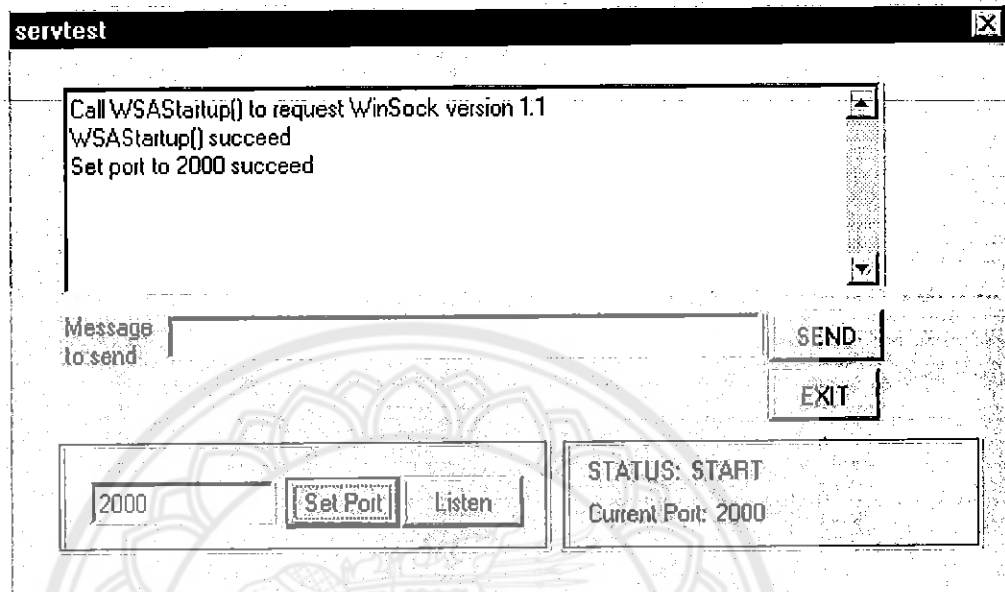 servtest
Call WSAStartup() to request WinSock version 1.1
WSAStartup() succeed
Set port to 2000 succeed
Message
to send
SEND
EXIT
2000
Set Port
Listen
STATUS: START
Current Port: 2000